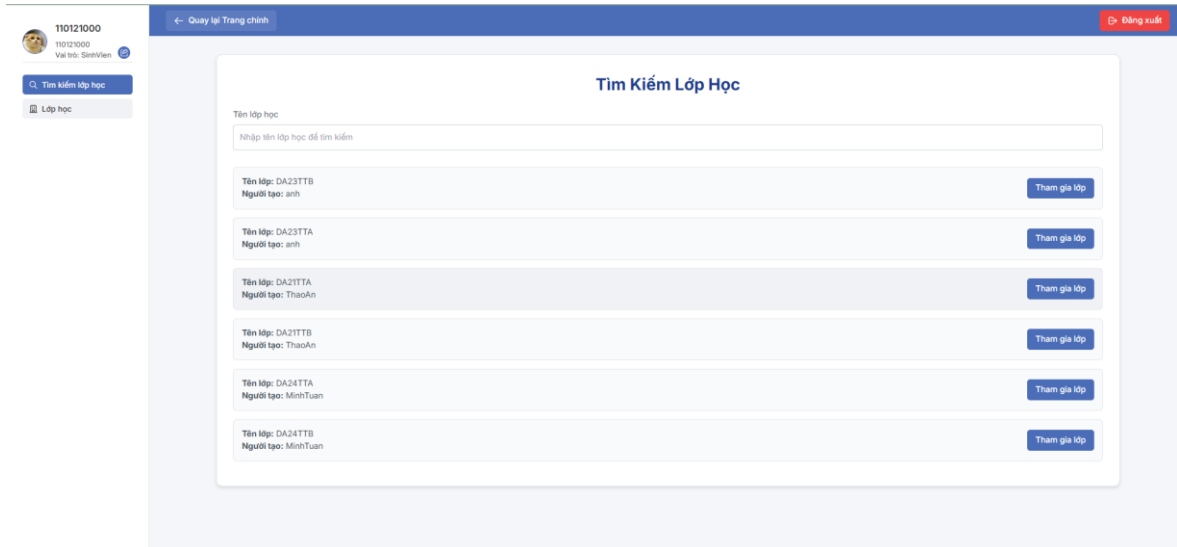 110121000
110121000
Vai trò: SinhVien
Tìm kiếm lớp học
Lớp học
← Quay lại Trang chính
Đăng xuất
Tìm Kiếm Lớp Học
Tên lớp học
Nhập tên lớp học để tìm kiếm
Tên lớp: DA23TTB
Người tạo: anh
Tham gia lớp
Tên lớp: DA23TTA
Người tạo: anh
Tham gia lớp
Tên lớp: DA21TTA
Người tạo: ThaoAn
Tham gia lớp
Tên lớp: DA21TTB
Người tạo: ThaoAn
Tham gia lớp
Tên lớp: DA24TTA
Người tạo: MinhTuan
Tham gia lớp
Tên lớp: DA24TTB
Người tạo: MinhTuan
Tham gia lớp